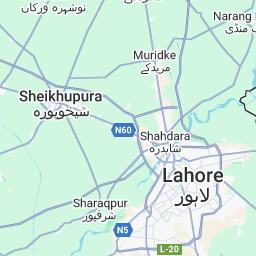 نوشہرہ ورکاں
Narang
منڈی
Muridke
مریدکے
Sheikhupura
شیخوپورہ
N60
Shahdara
شاہدرہ
Lahore
لاہور
Sharaqpur
شرقپور
N5
L-20